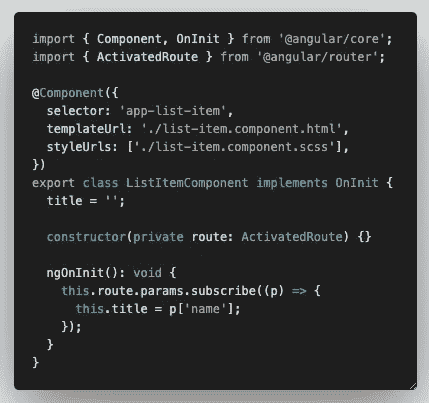 import { Component, OnInit } from '@angular/core';
import { ActivatedRoute } from '@angular/router';

@Component({
  selector: 'app-list-item',
  templateUrl: './list-item.component.html',
  styleUrls: ['./list-item.component.scss'],
})
export class ListItemComponent implements OnInit {
  title = '';

  constructor(private route: ActivatedRoute) {}

  ngOnInit(): void {
    this.route.params.subscribe((p) => {
      this.title = p['name'];
    });
  }
}